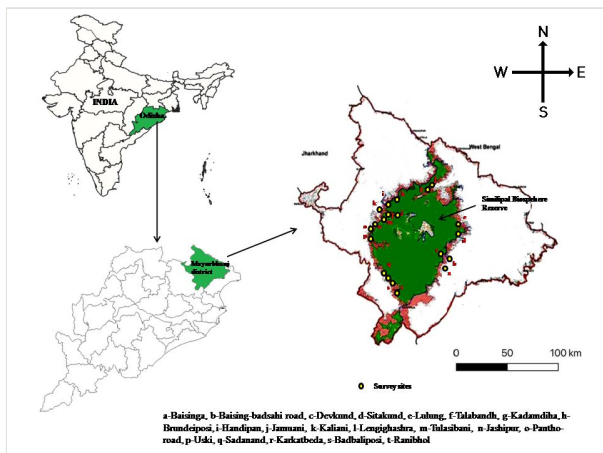 N
W E
S
INDIA
Odisha
Jharkhand
West Bengal
Similipal Biosphere
Reserve
Mayurbhanj
district
0 50 100 km
Survey sites
a-Baisinga, b-Baising-badsahi road, c-Devkund, d-Sitakund, e-Lulung, f-Talabandh, g-Kadamdiha, h-
Brundeiposi, i-Handipan, j-Jamuani, k-Kaliani, l-Lengighashra, m-Tulasibani, n-Jashipur, o-Pantho-
road, p-Uski, q-Sadanand, r-Karkatbeda, s-Badbaliposi, t-Ranibhol